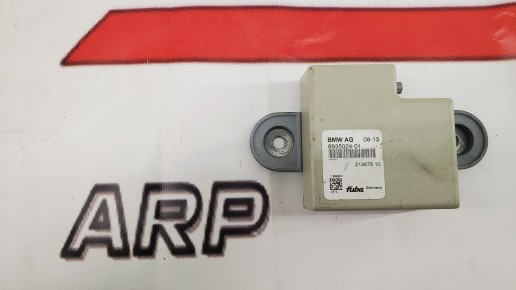 BMW AG 08-13
6935024-01
213675 10
fuba Germany
ARP